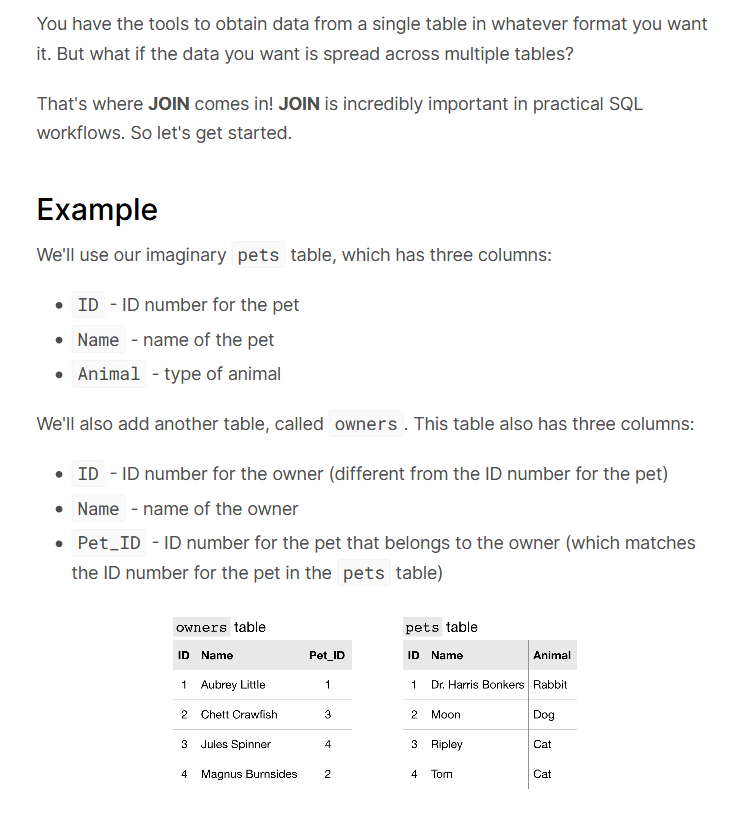 You have the tools to obtain data from a single table in whatever format you want
it. But what if the data you want is spread across multiple tables?
That's where JOIN comes in! JOIN is incredibly important in practical SQL
workflows. So let's get started.
Example
We'll use our imaginary pets table, which has three columns:
• ID - ID number for the pet
• Name - name of the pet
• Animal - type of animal
We'll also add another table, called owners . This table also has three columns:
• ID - ID number for the owner (different from the ID number for the pet)
• Name - name of the owner
• Pet_ID - ID number for the pet that belongs to the owner (which matches
the ID number for the pet in the pets table)
owners table
ID Name Pet_ID
1 Aubrey Little 1
2 Chett Crawfish 3
3 Jules Spinner 4
4 Magnus Burnsides 2
pets table
ID Name Animal
1 Dr. Harris Bonkers Rabbit
2 Moon Dog
3 Ripley Cat
4 Tom Cat